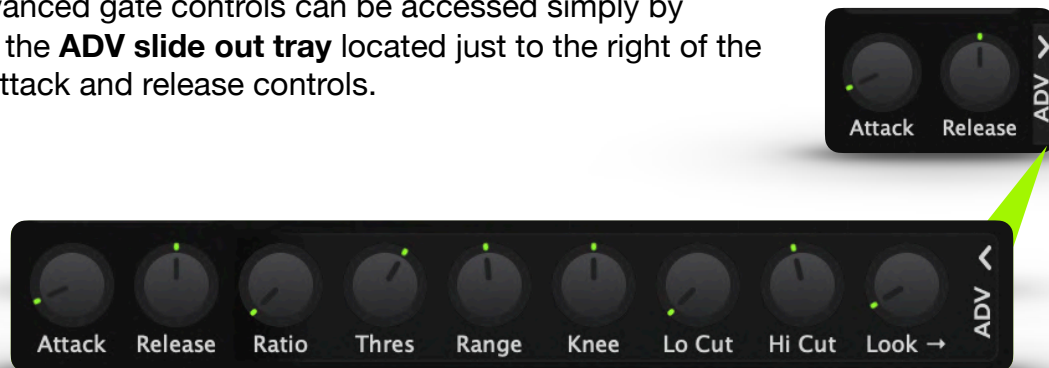 vanced gate controls can be accessed simply by
the ADV slide out tray located just to the right of the
ttack and release controls.
Attack Release ADV
Attack Release Ratio Thres Range Knee Lo Cut Hi Cut Look → ADV